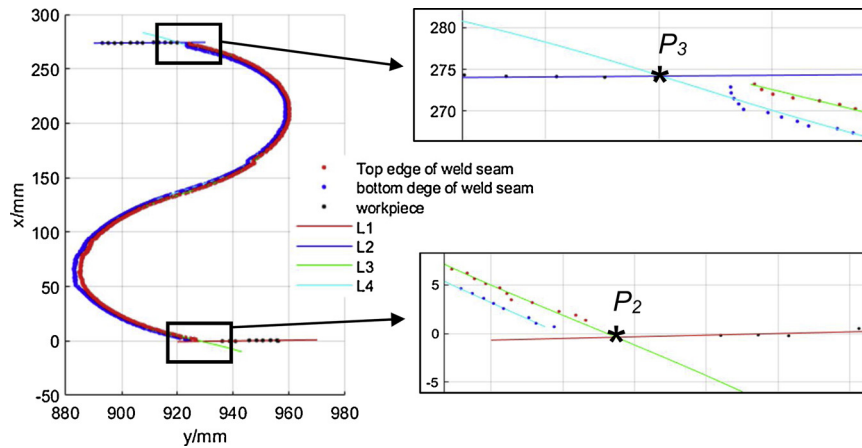 x/mm
300
250
200
150
100
50
0
-50
880
900
920
940
960
980
y/mm
Top edge of weld seam
bottom dege of weld seam
workpiece
L1
L2
L3
L4
280
275
270
P3
5
0
-5
P2